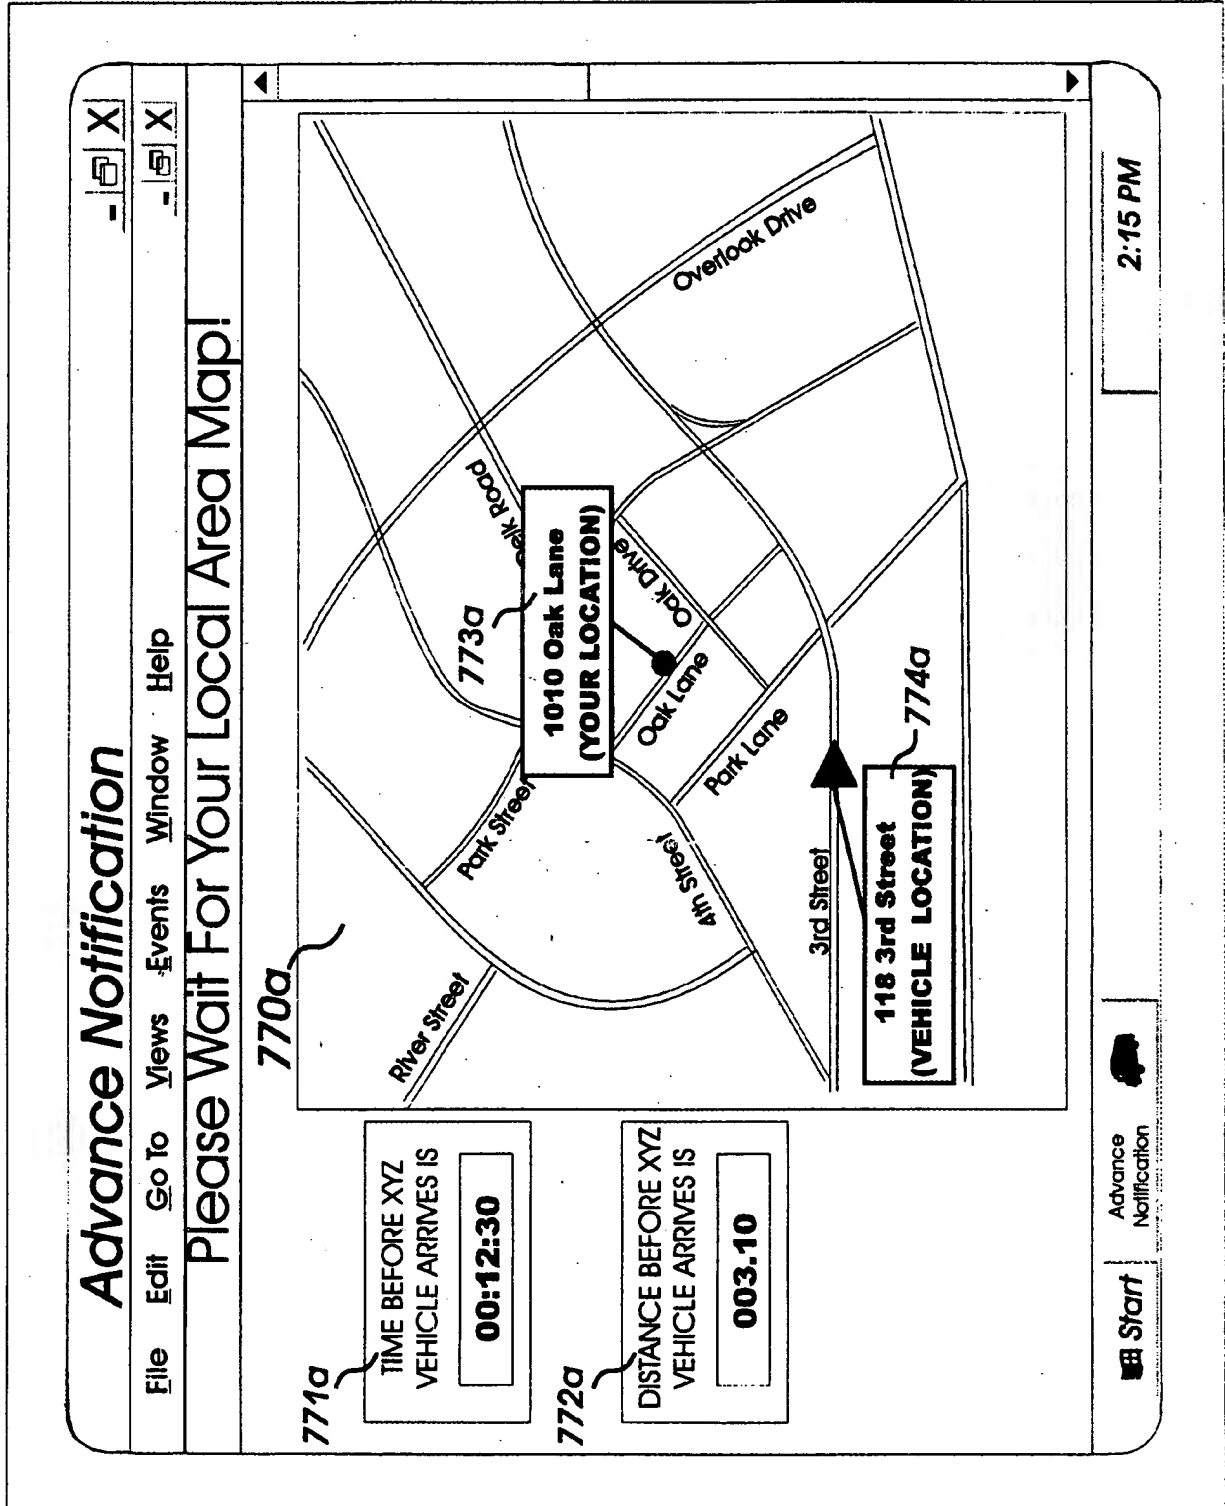 Advance Notification
File Edit Go To Views Events Window Help
Please Wait For Your Local Area Map!
770a
771a
TIME BEFORE XYZ
VEHICLE ARRIVES IS
00:12:30
772a
DISTANCE BEFORE XYZ
VEHICLE ARRIVES IS
003.10
River Street
Park Street
773a
Belk Road
1010 Oak Lane
(YOUR LOCATION)
Oak Drive
Oak Lane
Park Lane
4th Street
3rd Street
Overlook Drive
774a
118 3rd Street
(VEHICLE LOCATION)
Start
Advance
Notification
2:15 PM